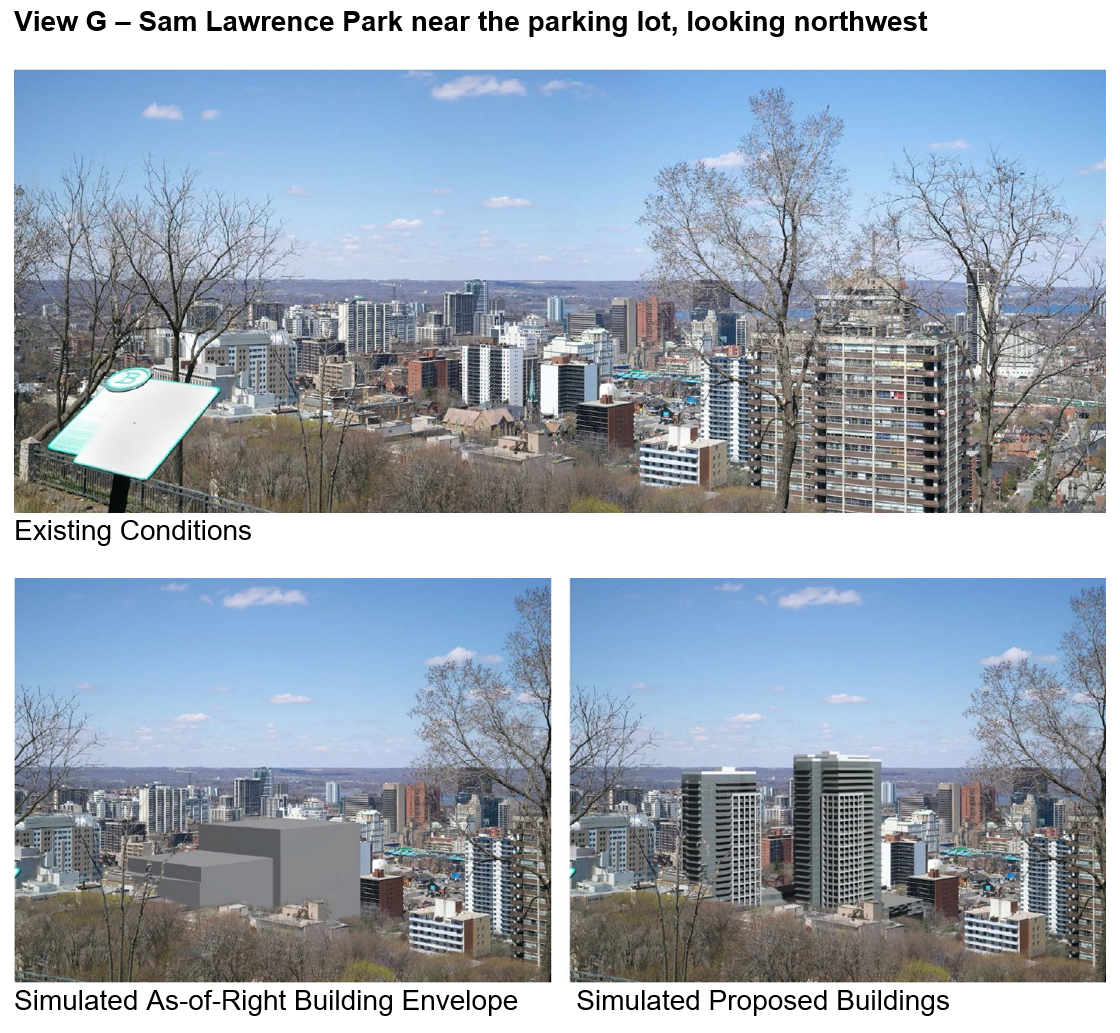 View G – Sam Lawrence Park near the parking lot, looking northwest
Existing Conditions
Simulated As-of-Right Building Envelope
Simulated Proposed Buildings